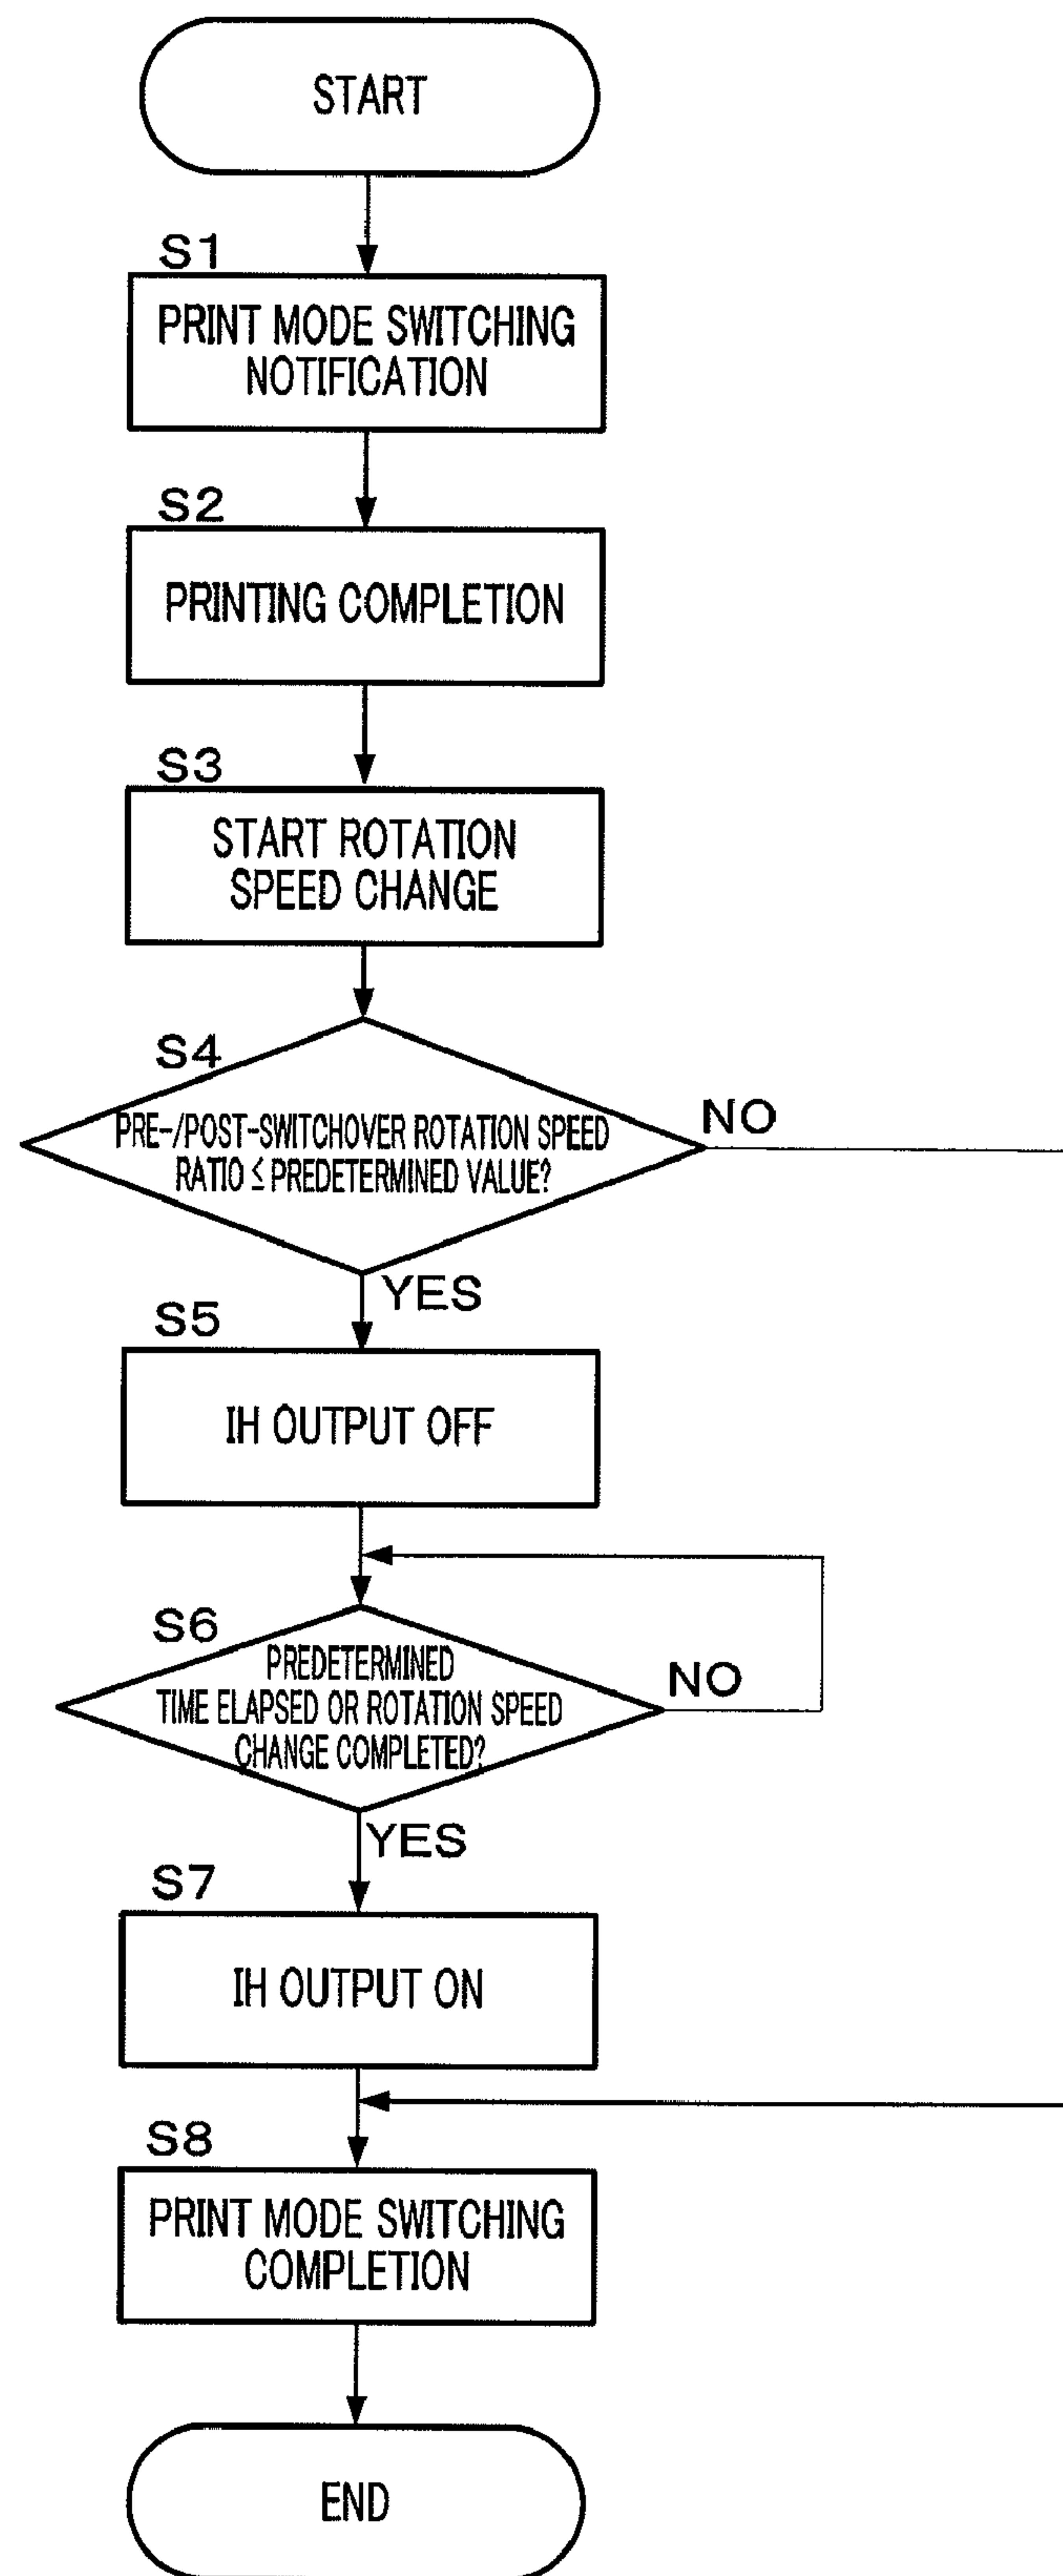 START
S1
PRINT MODE SWITCHING
NOTIFICATION
S2
PRINTING COMPLETION
S3
START ROTATION
SPEED CHANGE
S4
PRE-/POST-SWITCHOVER ROTATION SPEED
RATIO ≤ PREDETERMINED VALUE?
NO
YES
S5
IH OUTPUT OFF
S6
PREDETERMINED
TIME ELAPSED OR ROTATION SPEED
CHANGE COMPLETED?
NO
YES
S7
IH OUTPUT ON
S8
PRINT MODE SWITCHING
COMPLETION
END